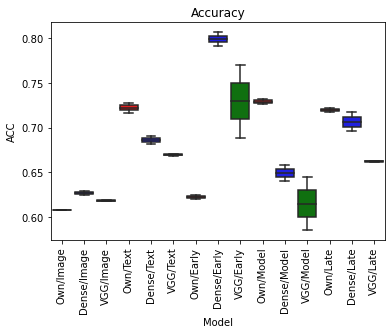 Accuracy
ACC
0.80
0.75
0.70
0.65
0.60
Own/Image
Dense/Image
VGG/Image
Own/Text
Dense/Text
VGG/Text
Own/Early
Dense/Early
VGG/Early
Own/Model
Dense/Model
VGG/Model
Own/Late
Dense/Late
VGG/Late
Model